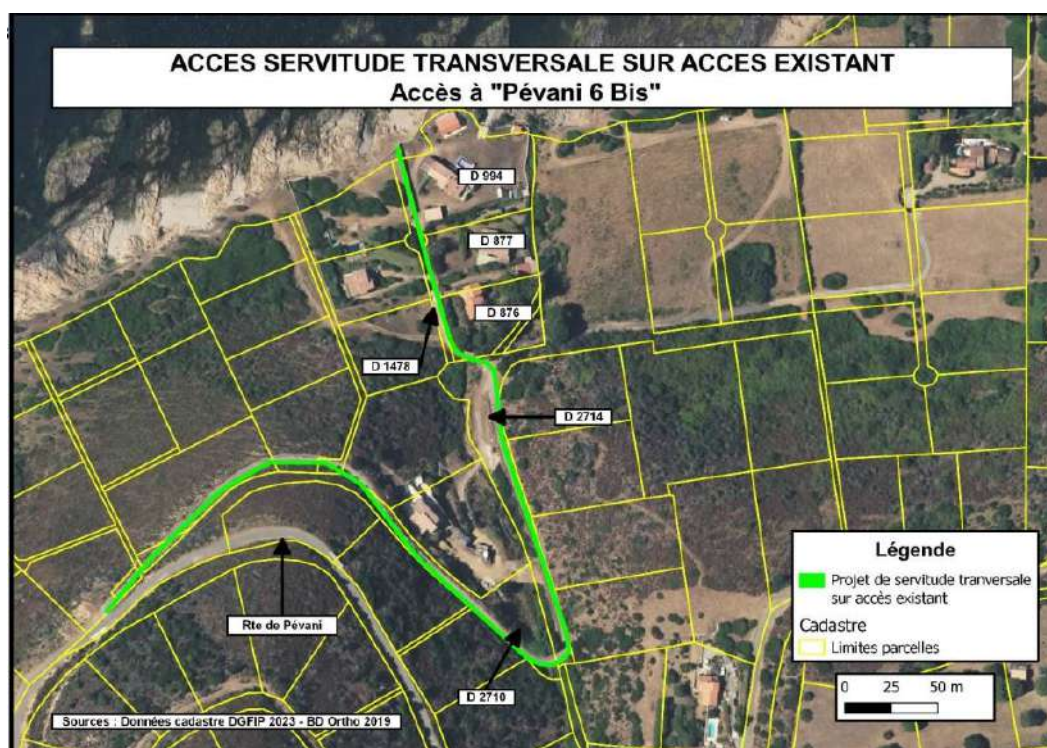 ACCES SERVITUDE TRANSVERSALE SUR ACCES EXISTANT
Accès à "Pévani 6 Bis"
D 994
D 877
D 876
D 1478
D 2714
Rte de Pévani
D 2710
Légende
Projet de servitude tranversale
sur accès existant
Cadastre
Limites parcelles
0 25 50 m
Sources : Données cadastre DGFIP 2023 - BD Ortho 2019